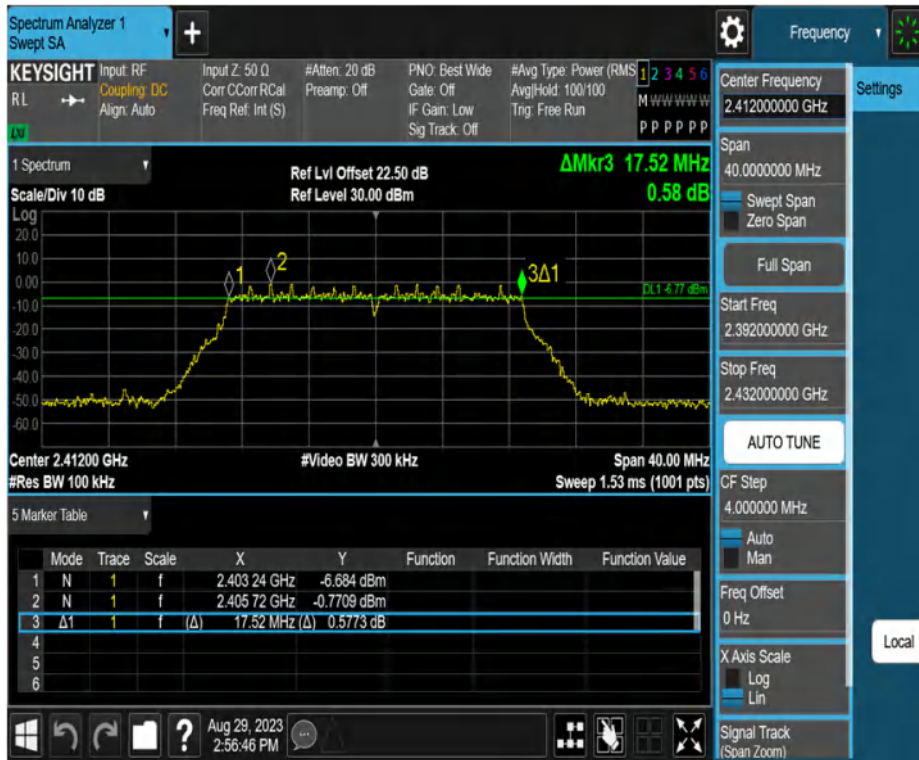 Spectrum Analyzer 1
Swept SA
+
Frequency
KEYSIGHT
RL
LXI
Input: RF
Coupling: DC
Align: Auto
Input Z: 50 Ω
Corr CCorr RCal
Freq Ref: Int (S)
#Atten: 20 dB
Preamp: Off
PNO: Best Wide
Gate: Off
IF Gain: Low
Sig Track: Off
#Avg Type: Power (RMS
Avg|Hold: 100/100
Trig: Free Run
1 2 3 4 5 6
M W W W W W
P P P P P P
1 Spectrum
Scale/Div 10 dB
Ref Lvl Offset 22.50 dB
Ref Level 30.00 dBm
ΔMkr3 17.52 MHz
0.58 dB
Log
20.0
10.0
0.00
-10.0
-20.0
-30.0
-40.0
-50.0
-60.0
1
2
3Δ1
DL1 -6.77 dBm
Center 2.41200 GHz
#Video BW 300 kHz
Span 40.00 MHz
#Res BW 100 kHz
Sweep 1.53 ms (1001 pts)
5 Marker Table
Mode Trace Scale X Y Function Function Width Function Value
1 N 1 f 2.403 24 GHz -6.684 dBm
2 N 1 f 2.405 72 GHz -0.7709 dBm
3 Δ1 1 f (Δ) 17.52 MHz (Δ) 0.5773 dB
4
5
6
?
Aug 29, 2023
2:56:46 PM
Center Frequency
2.412000000 GHz
Span
40.0000000 MHz
Swept Span
Zero Span
Full Span
Start Freq
2.392000000 GHz
Stop Freq
2.432000000 GHz
AUTO TUNE
CF Step
4.000000 MHz
Auto
Man
Freq Offset
0 Hz
X Axis Scale
Log
Lin
Signal Track
(Span Zoom)
Settings
Local